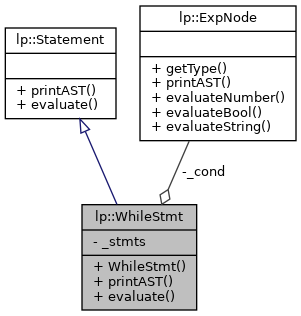 lp::Statement
+ printAST()
+ evaluate()
lp::ExpNode
+ getType()
+ printAST()
+ evaluateNumber()
+ evaluateBool()
+ evaluateString()
-_cond
lp::WhileStmt
- _stmts
+ WhileStmt()
+ printAST()
+ evaluate()